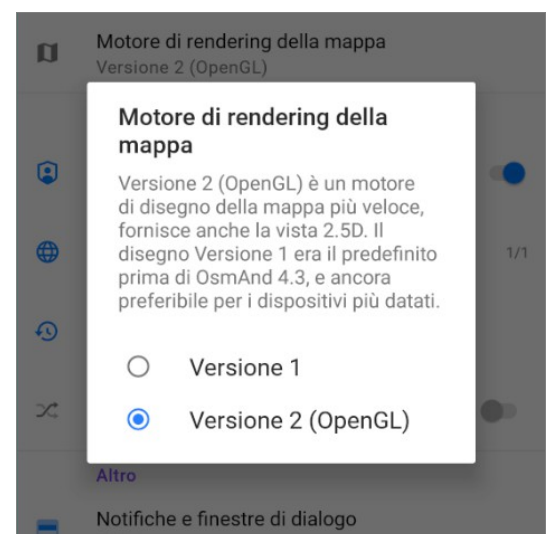 Motore di rendering della mappa
Versione 2 (OpenGL)
Motore di rendering della
mappa
Versione 2 (OpenGL) è un motore
di disegno della mappa più veloce,
fornisce anche la vista 2.5D. Il
disegno Versione 1 era il predefinito
prima di OsmAnd 4.3, e ancora
preferibile per i dispositivi più datati.
1/1
Versione 1
Versione 2 (OpenGL)
Altro
Notifiche e finestre di dialogo